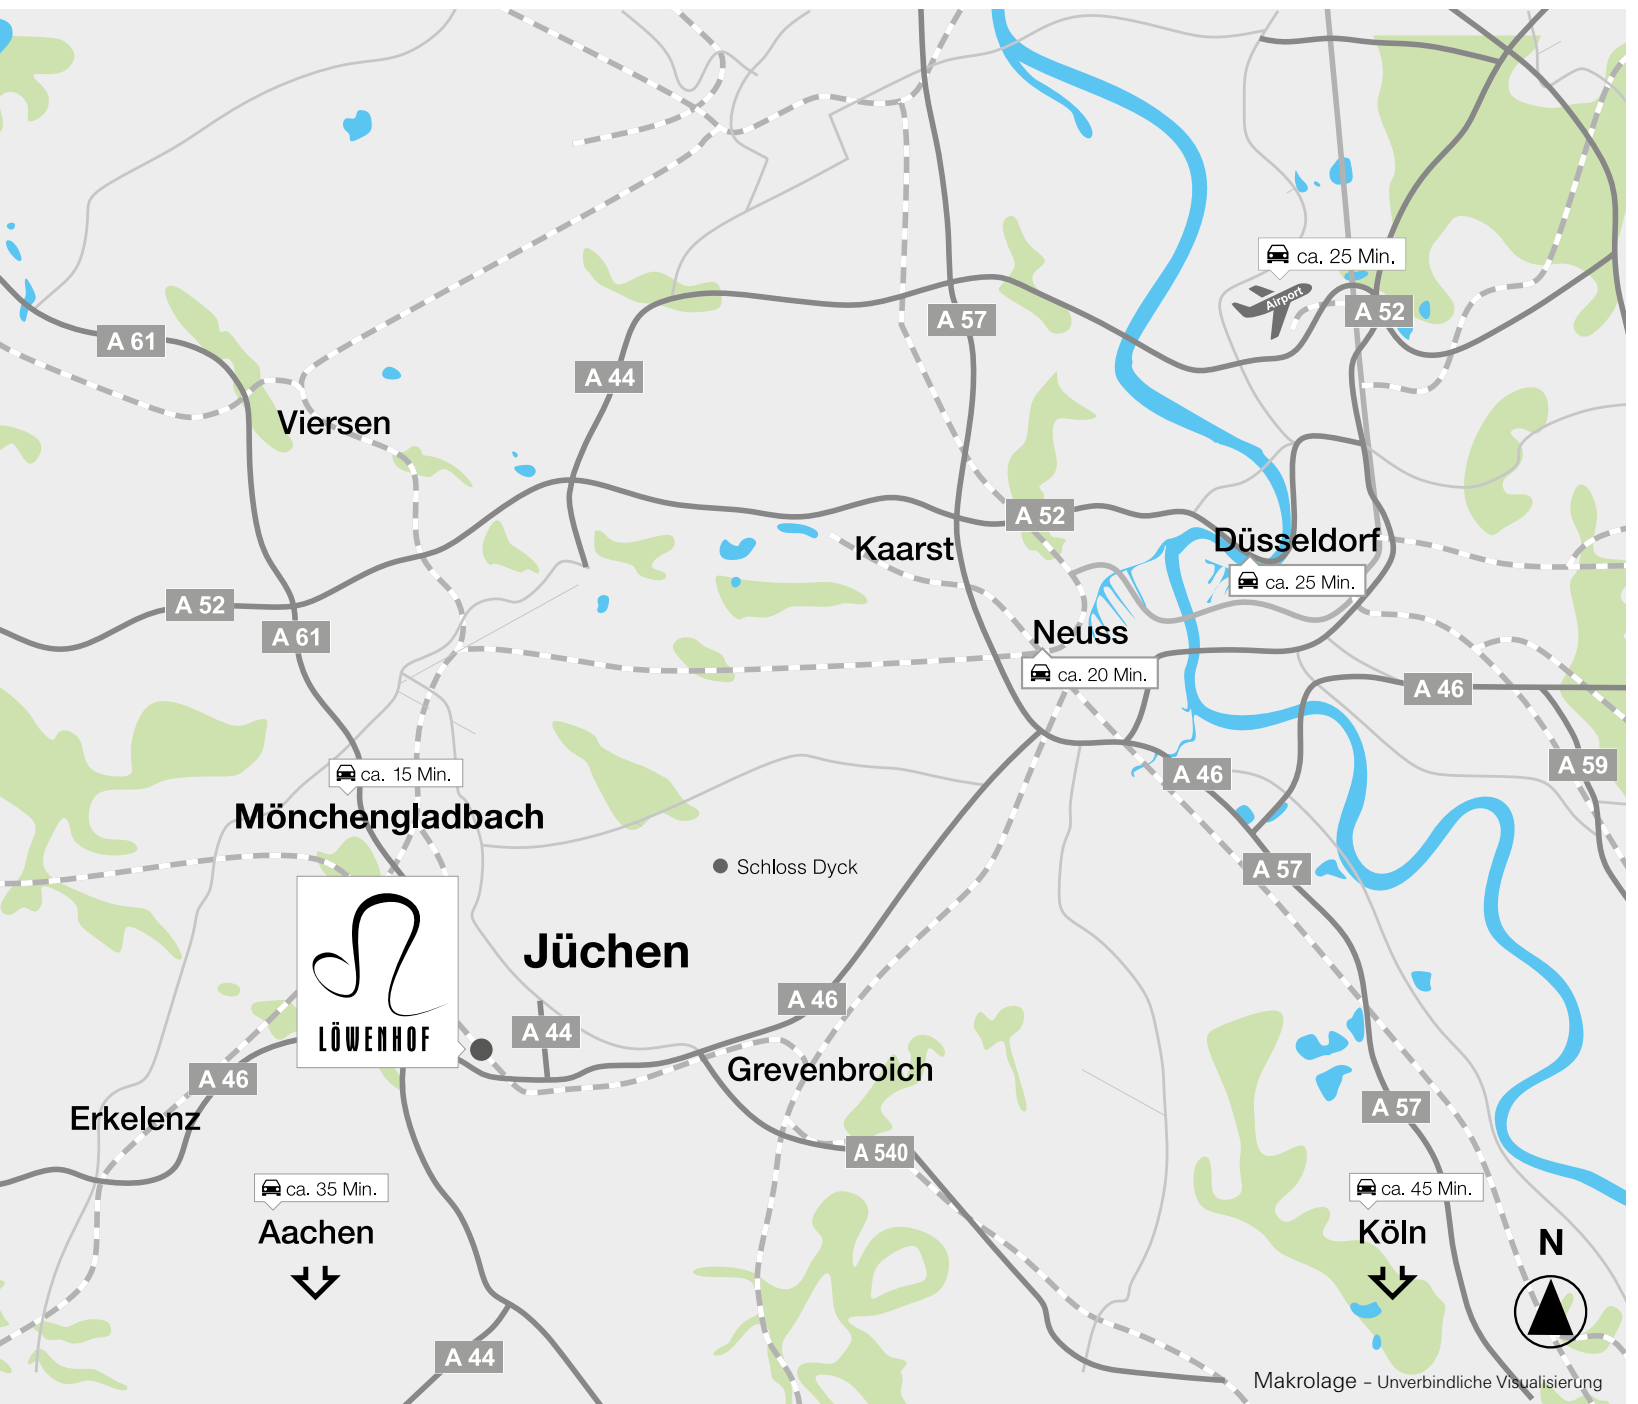 ca. 25 Min.
Airport
A 52
A 57
A 61
A 44
Viersen
A 52
Kaarst
Düsseldorf
ca. 25 Min.
A 52
A 61
Neuss
ca. 20 Min.
A 46
A 59
ca. 15 Min.
A 46
Mönchengladbach
Schloss Dyck
A 57
Jüchen
A 46
LÖWENHOF
A 44
Grevenbroich
A 46
Erkelenz
A 57
A 540
ca. 35 Min.
Aachen
ca. 45 Min.
Köln
N
A 44
Makrolage – Unverbindliche Visualisierung